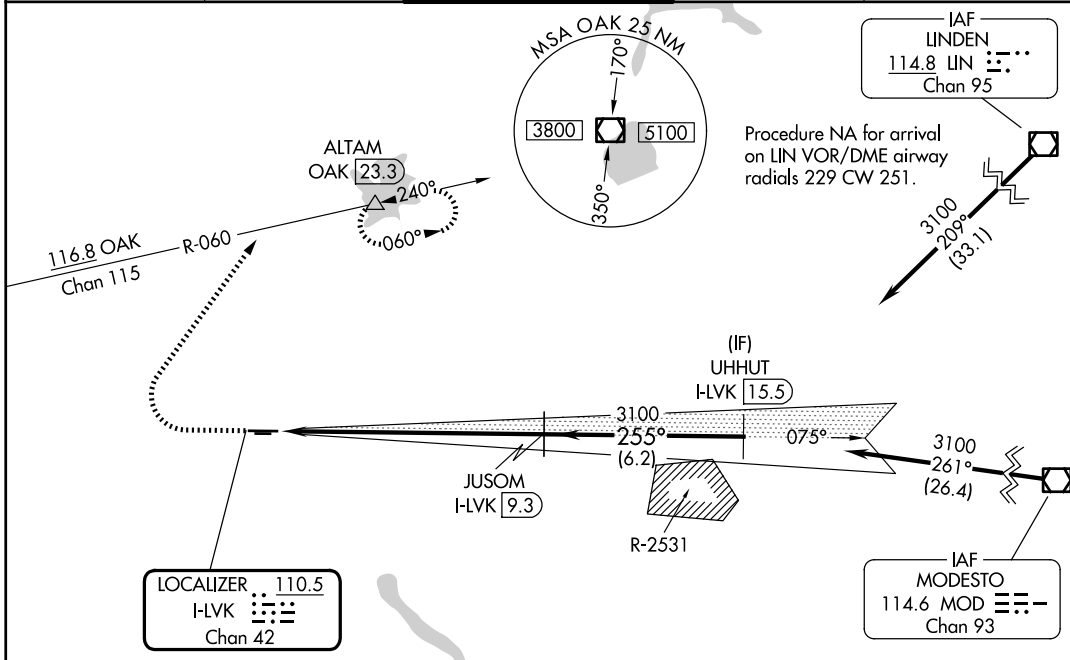 MSA OAK 25 NM
170°
3800
5100
350°
IAF
LINDEN
114.8 LIN
Chan 95
Procedure NA for arrival
on LIN VOR/DME airway
radials 229 CW 251.
ALTAM
OAK 23.3
240°
060°
116.8 OAK
R-060
Chan 115
3100
209°
(33.1)
(IF)
UHHUT
I-LVK 15.5
3100
255°
(6.2)
075°
3100
261°
(26.4)
JUSOM
I-LVK 9.3
R-2531
LOCALIZER 110.5
I-LVK
Chan 42
IAF
MODESTO
114.6 MOD
Chan 93